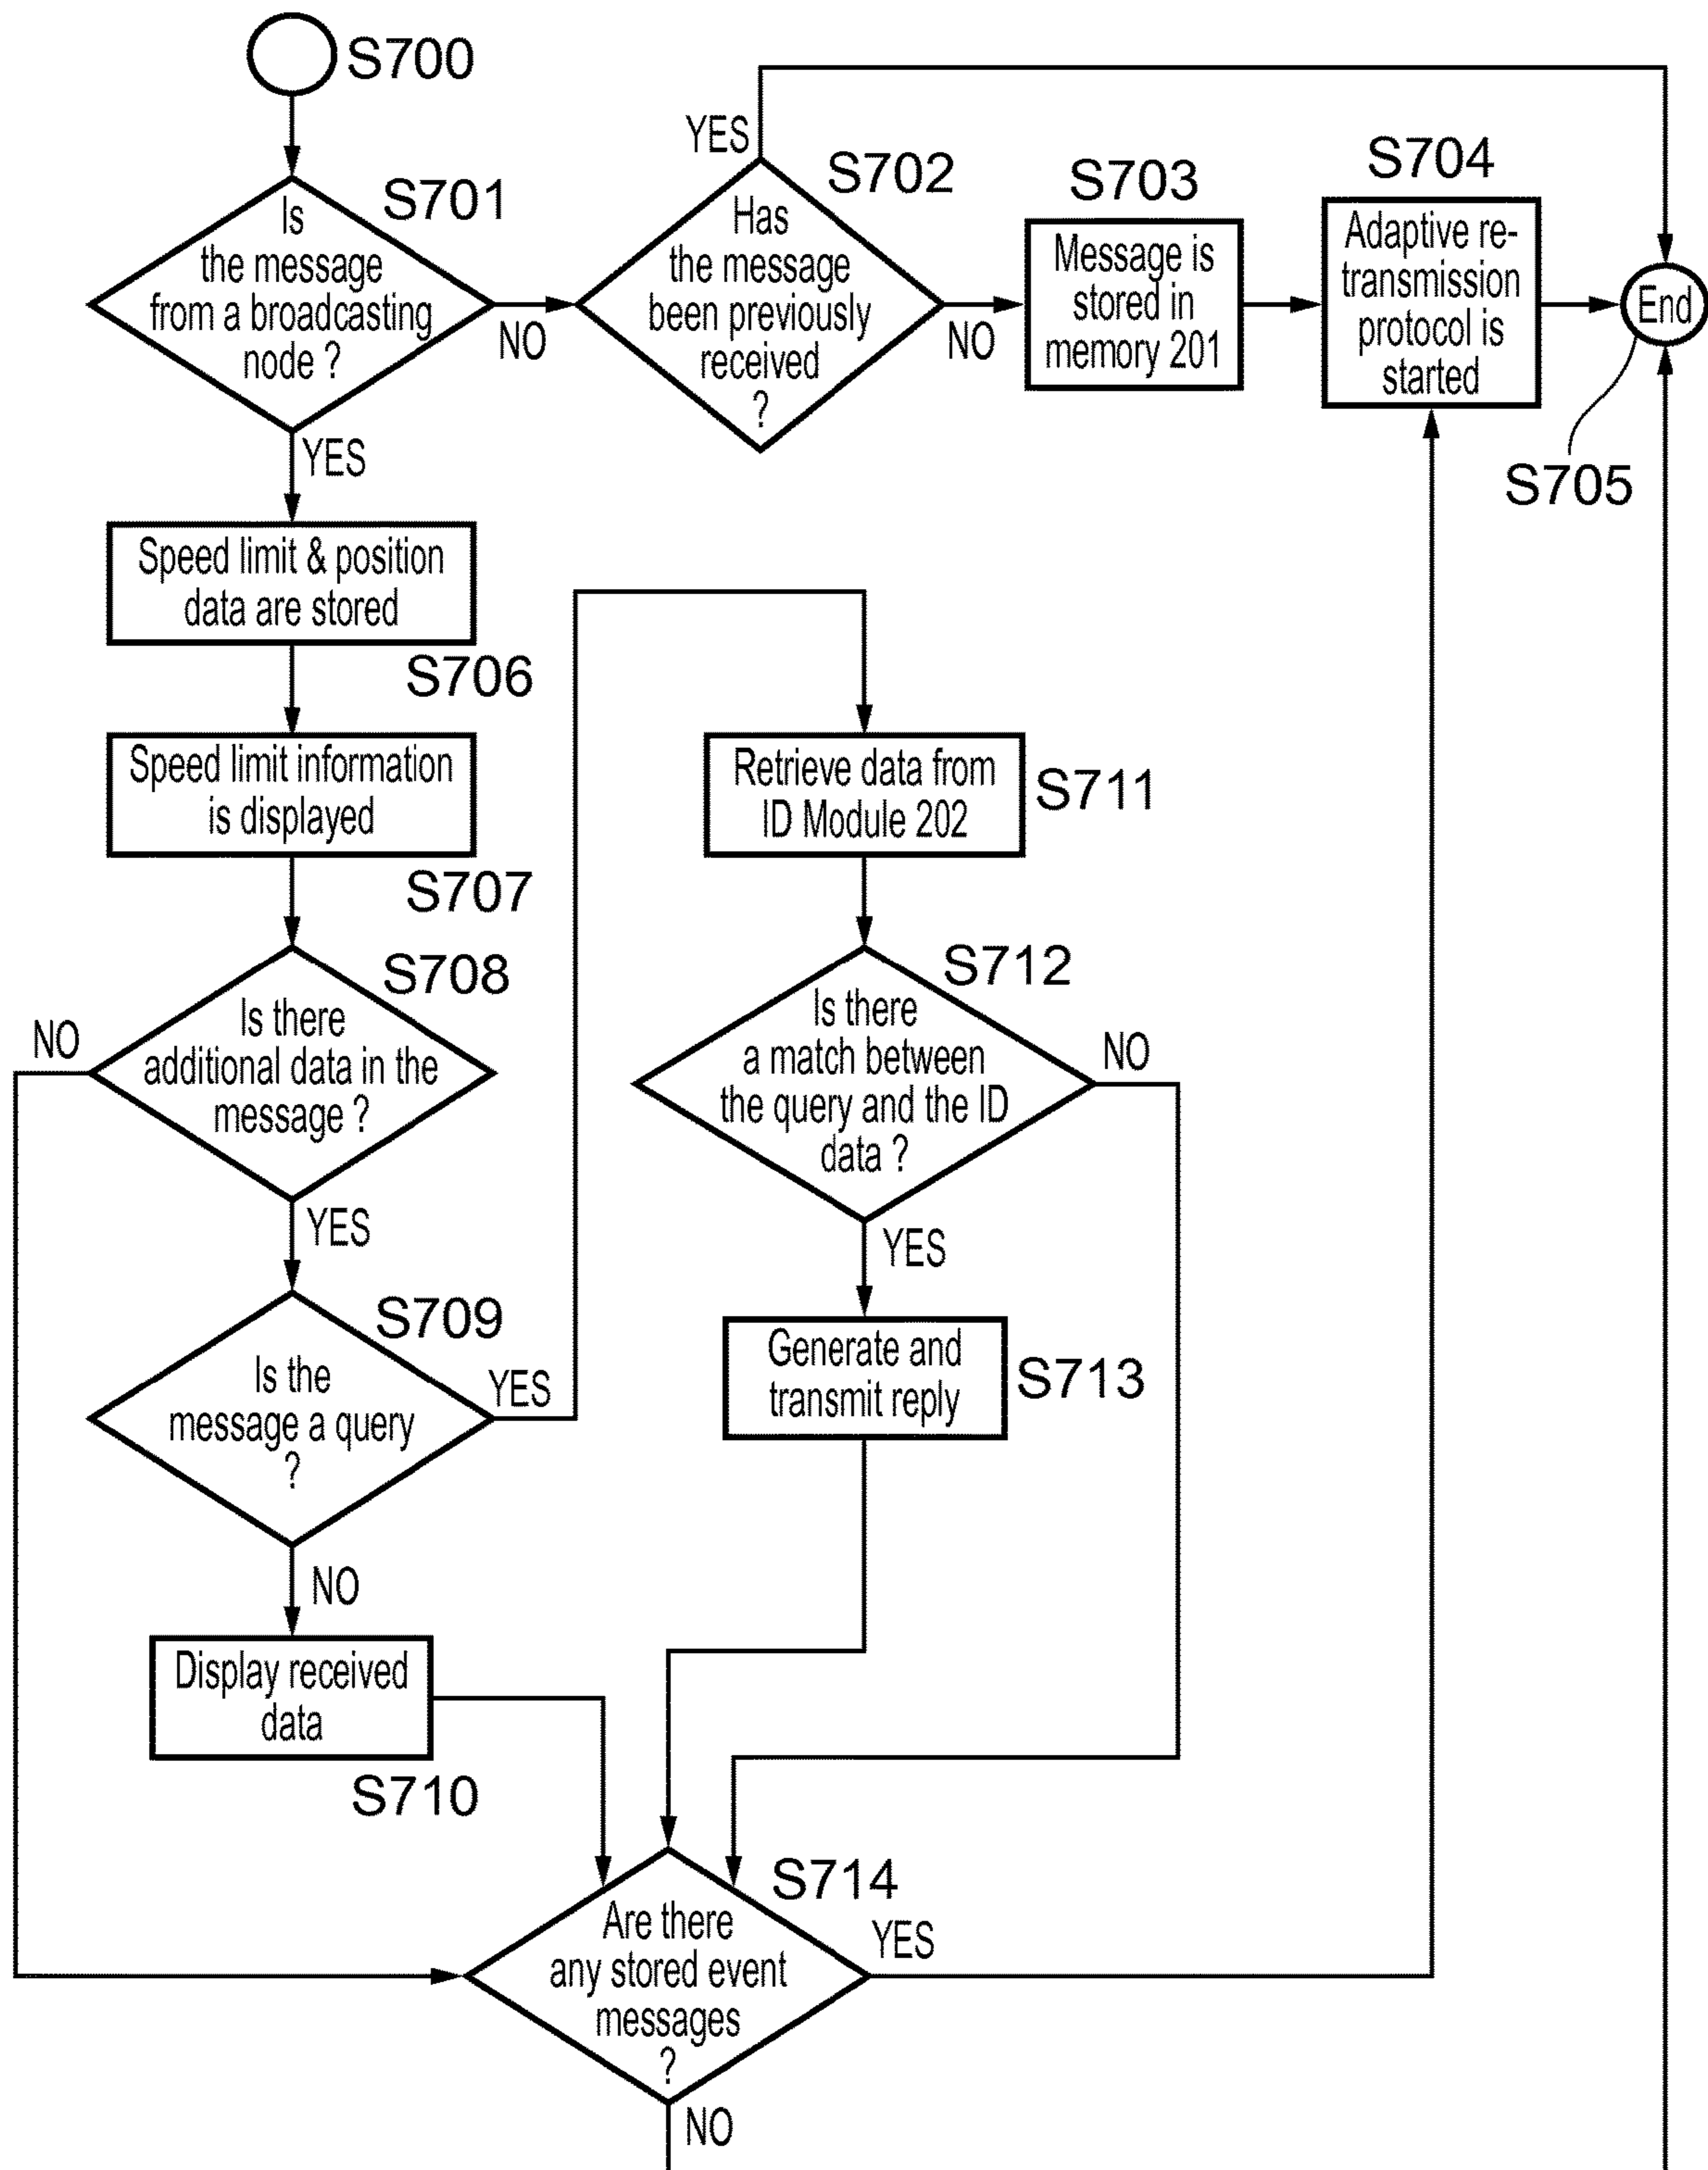 S700
S701
Is
the message
from a broadcasting
node ?
NO
YES
YES
S702
Has
the message
been previously
received
?
NO
S703
Message is
stored in
memory 201
S704
Adaptive re-
transmission
protocol is
started
End
S705
Speed limit & position
data are stored
S706
Speed limit information
is displayed
S707
S708
Is there
additional data in the
message ?
NO
YES
S709
Is the
message a query
?
YES
NO
Display received
data
S710
Retrieve data from
ID Module 202
S711
S712
Is there
a match between
the query and the ID
data ?
NO
YES
Generate and
transmit reply
S713
S714
Are there
any stored event
messages
?
YES
NO